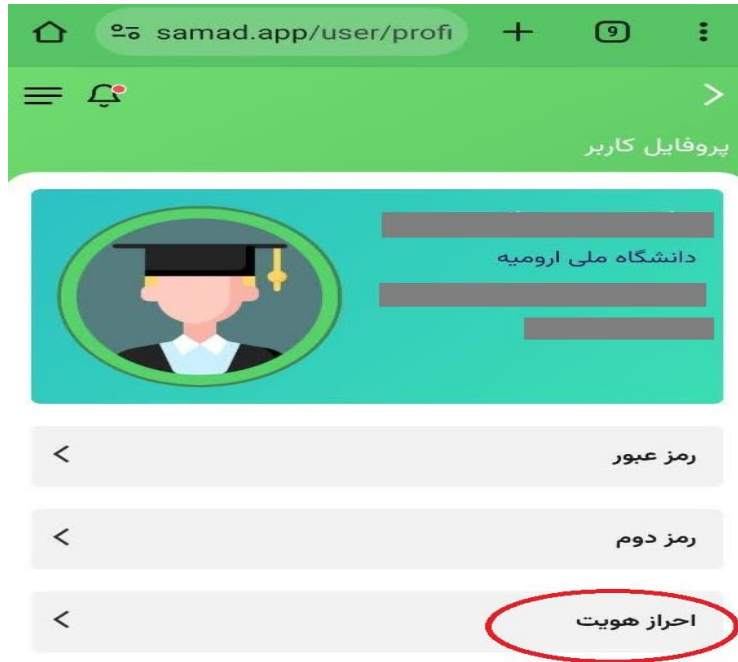 samad.app/user/profi
9
پروفایل کاربر
دانشگاه ملی ارومیه
رمز عبور
رمز دوم
احراز هویت